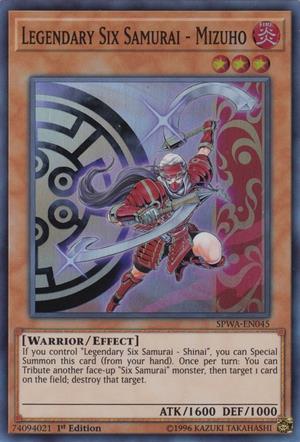 LEGENDARY SIX SAMURAI - MIZUHO
FIRE
炎
SPWA-EN045
[WARRIOR/EFFECT]
If you control "Legendary Six Samurai - Shinai", you can Special
Summon this card (from your hand). Once per turn: You can
Tribute another face-up "Six Samurai" monster, then target 1 card
on the field; destroy that target.
ATK/1600 DEF/1000
74094021 1st Edition ©1996 KAZUKI TAKAHASHI